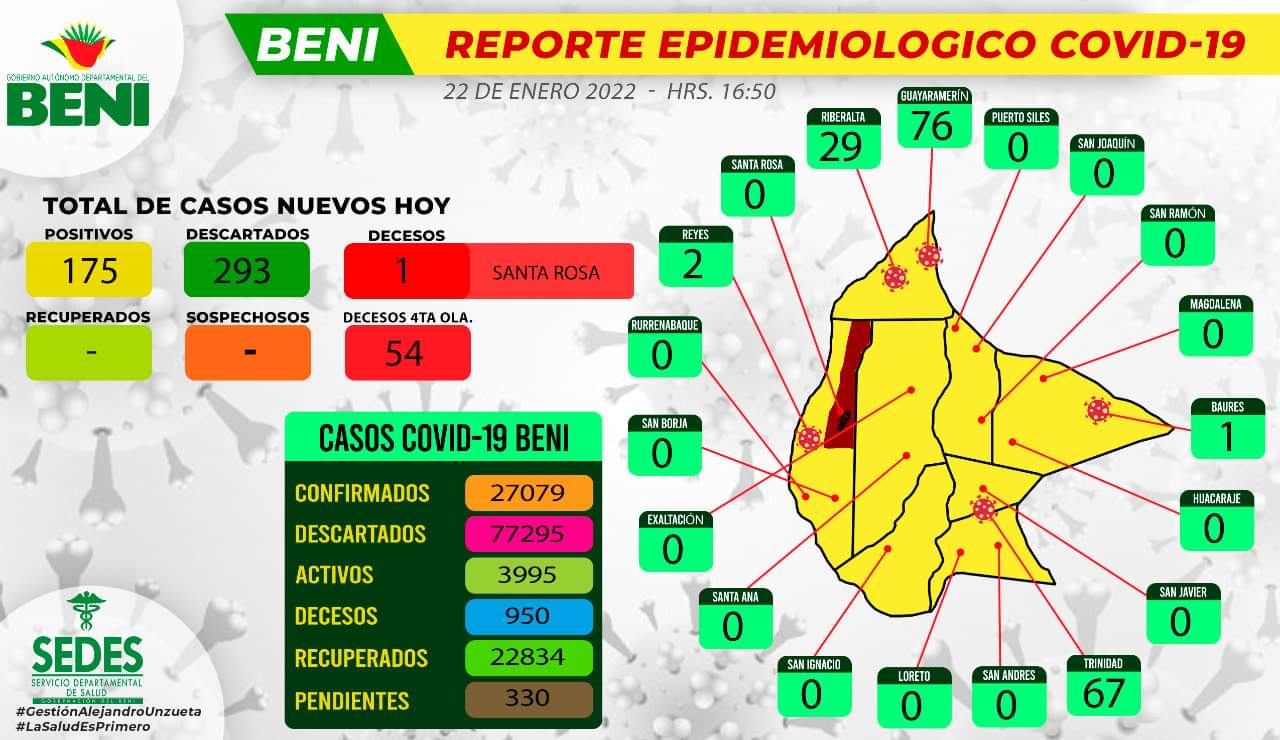 GOBIERNO AUTÓNOMO DEPARTAMENTAL DEL
BENI
BENI REPORTE EPIDEMIOLOGICO COVID-19
22 DE ENERO 2022 - HRS. 16:50
TOTAL DE CASOS NUEVOS HOY
POSITIVOS
175
DESCARTADOS
293
DECESOS
1 SANTA ROSA
RECUPERADOS
-
SOSPECHOSOS
-
DECESOS 4TA OLA.
54
CASOS COVID-19 BENI
CONFIRMADOS 27079
DESCARTADOS 77295
ACTIVOS 3995
DECESOS 950
RECUPERADOS 22834
PENDIENTES 330
GUAYARAMERÍN
76
RIBERALTA
29
PUERTO SILES
0
SAN JOAQUÍN
0
SANTA ROSA
0
SAN RAMÓN
0
REYES
2
MAGDALENA
0
RURRENABAQUE
0
BAURES
1
SAN BORJA
0
HUACARAJE
0
EXALTACIÓN
0
SAN JAVIER
0
SANTA ANA
0
SAN IGNACIO
0
LORETO
0
SAN ANDRES
0
TRINIDAD
67
SEDES
SERVICIO DEPARTAMENTAL
DE SALUD
GOBERNACIÓN DEL BENI
#GestiónAlejandroUnzueta
#LaSaludEsPrimero